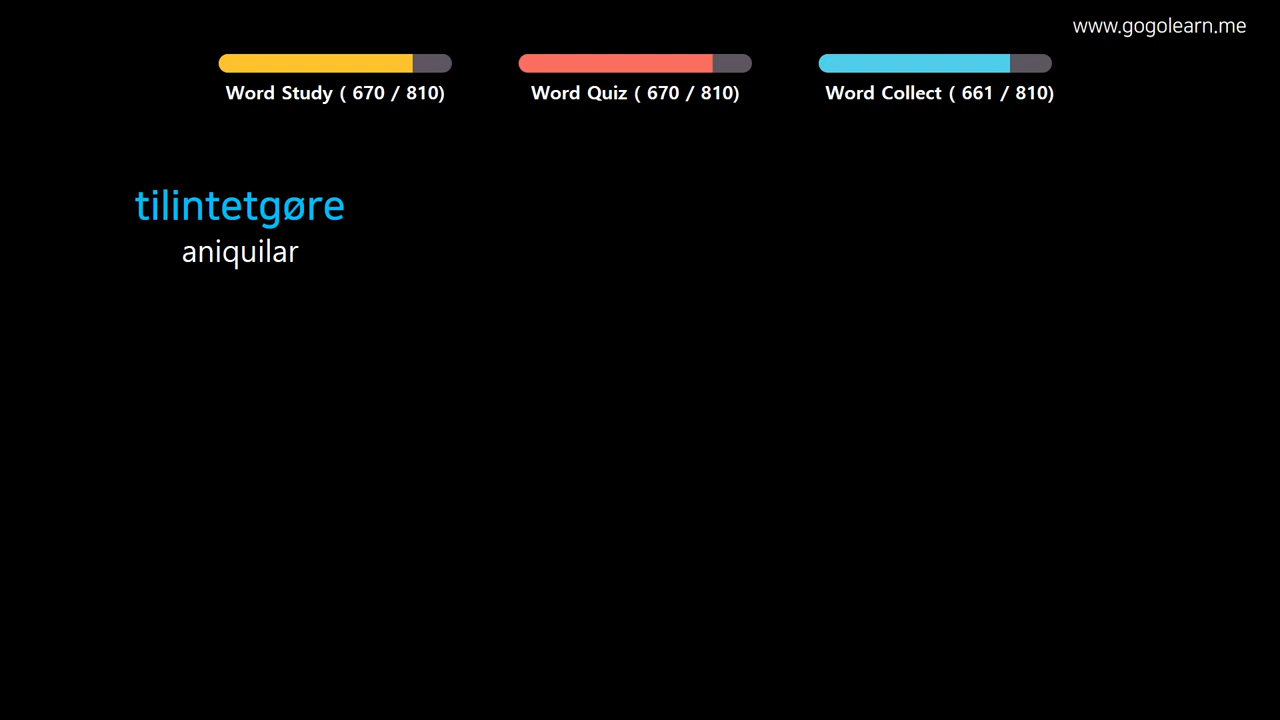 www.gogolearn.me
Word Study ( 670 / 810)
Word Quiz ( 670 / 810)
Word Collect ( 661 / 810)
tilintetgøre
aniquilar